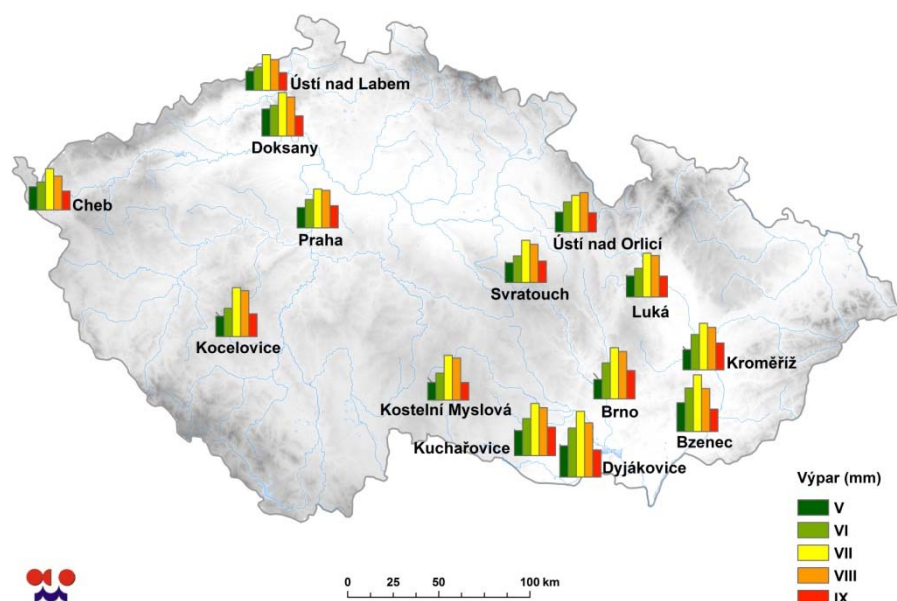 Ústí nad Labem
Doksany
Cheb
Praha
Ústí nad Orlicí
Svratouch
Luká
Kocelovice
Kroměříž
Kostelní Myslová
Brno
Bzenec
Kuchařovice
Dyjákovice
Výpar (mm)
V
VI
VII
VIII
IX
0 25 50 100 km